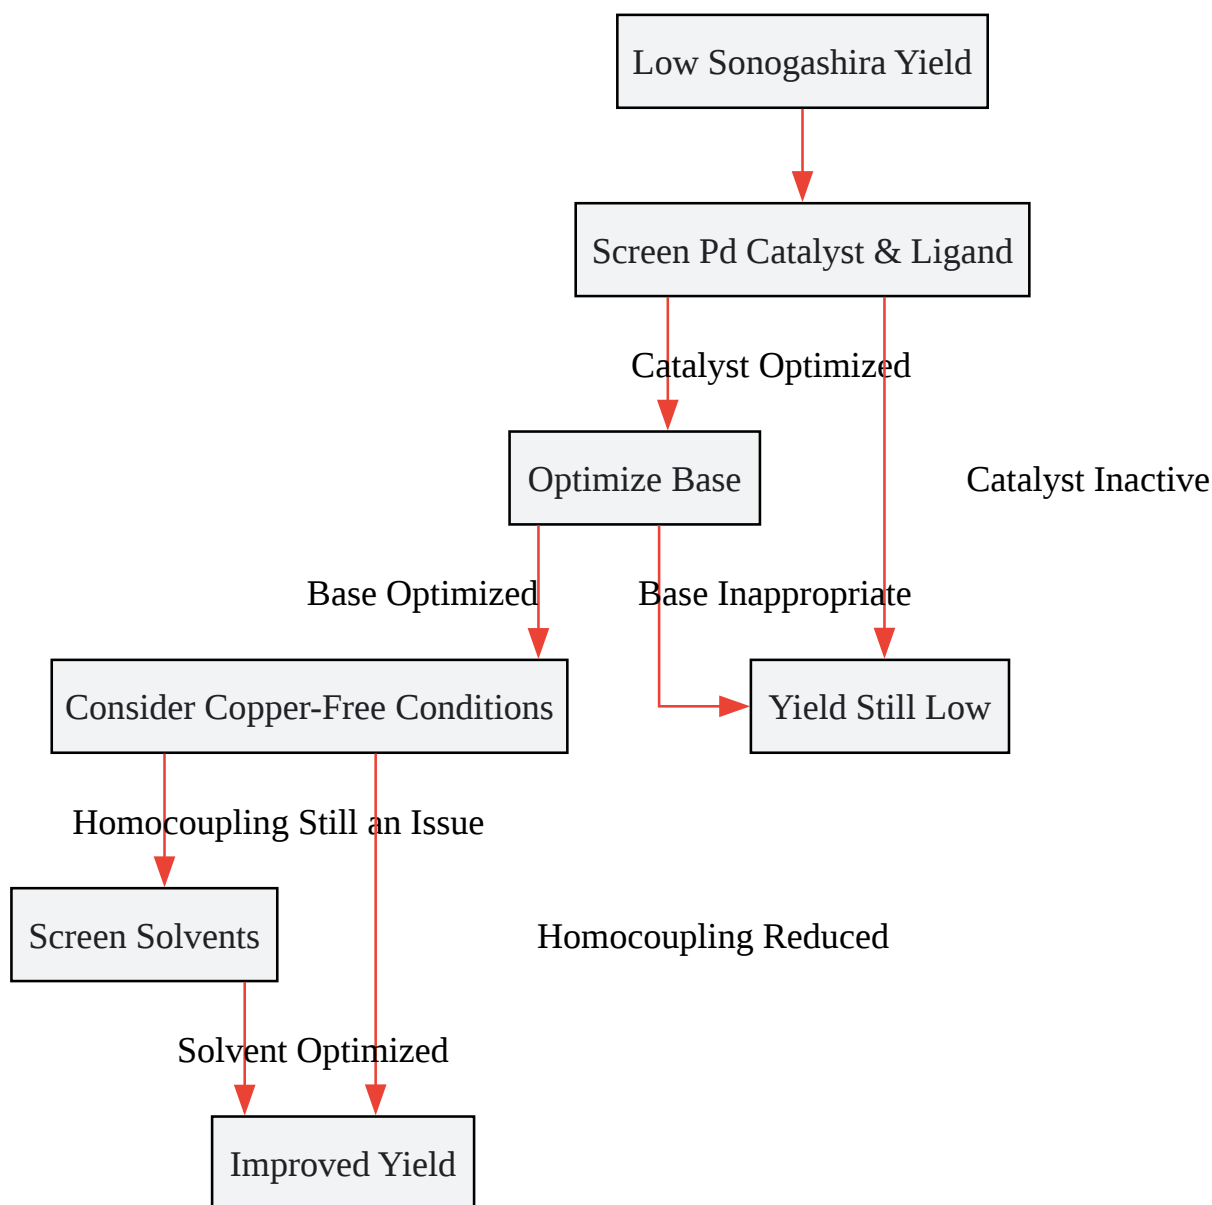 Low Sonogashira Yield
Screen Pd Catalyst & Ligand
Catalyst Optimized
Optimize Base
Catalyst Inactive
Base Optimized
Base Inappropriate
Consider Copper-Free Conditions
Yield Still Low
Homocoupling Still an Issue
Screen Solvents
Homocoupling Reduced
Solvent Optimized
Improved Yield